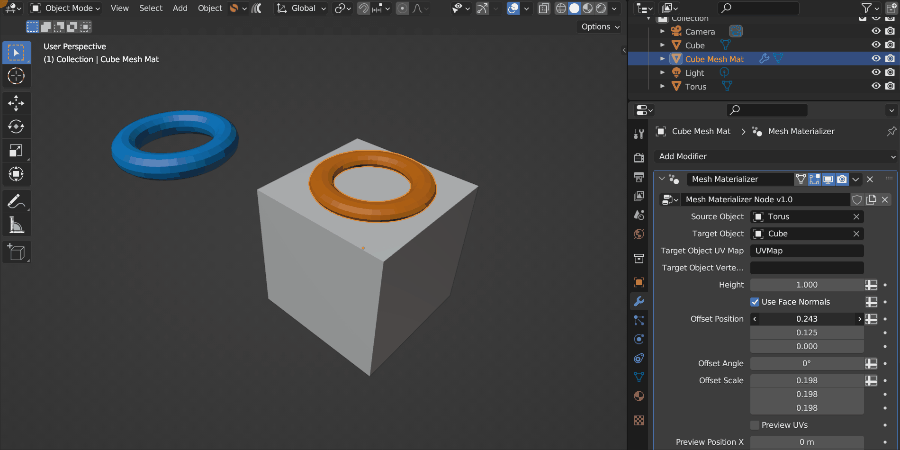 Object Mode View Select Add Object Global
Options
User Perspective
(1) Collection | Cube Mesh Mat
Collection
Camera
Cube
Cube Mesh Mat
Light
Torus
Cube Mesh Mat > Mesh Materializer
Add Modifier
Mesh Materializer
Mesh Materializer Node v1.0
Source Object Torus
Target Object Cube
Target Object UV Map UVMap
Target Object Verte...
Height 1.000
Use Face Normals
Offset Position 0.243
0.125
0.000
Offset Angle 0°
Offset Scale 0.198
0.198
0.198
Preview UVs
Preview Position X 0 m